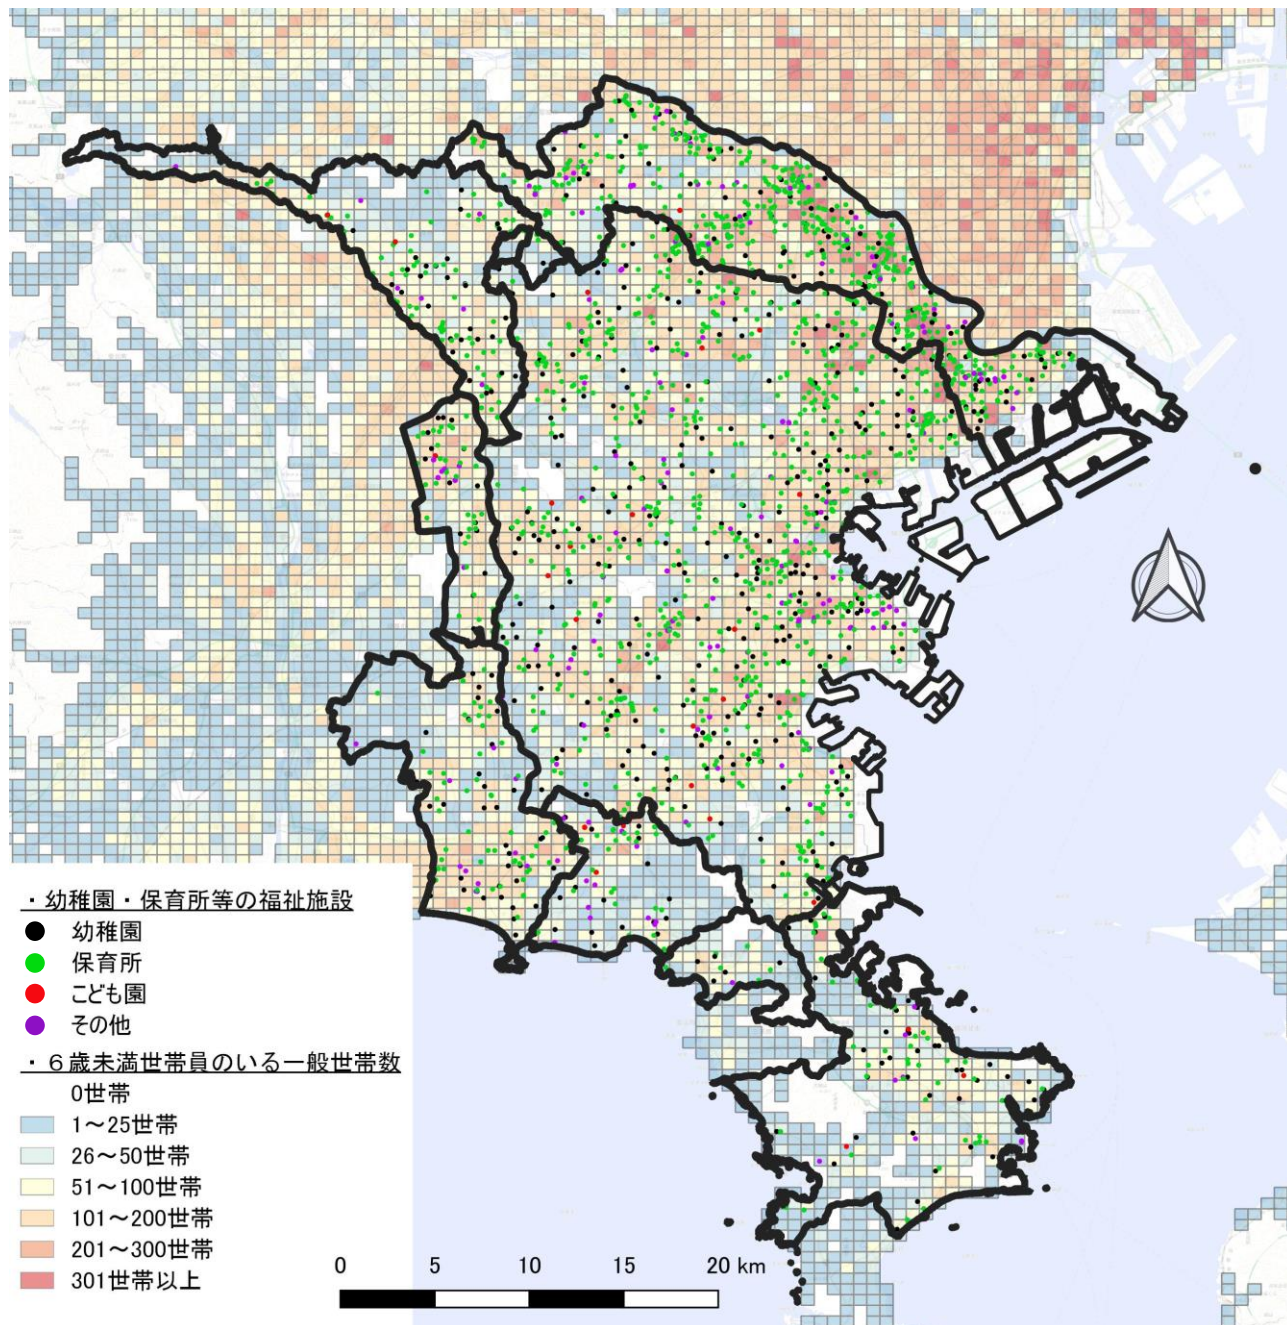 ・幼稚園・保育所等の福祉施設
幼稚園
保育所
こども園
その他
・６歳未満世帯員のいる一般世帯数
0世帯
1～25世帯
26～50世帯
51～100世帯
101～200世帯
201～300世帯
301世帯以上
0 5 10 15 20 km